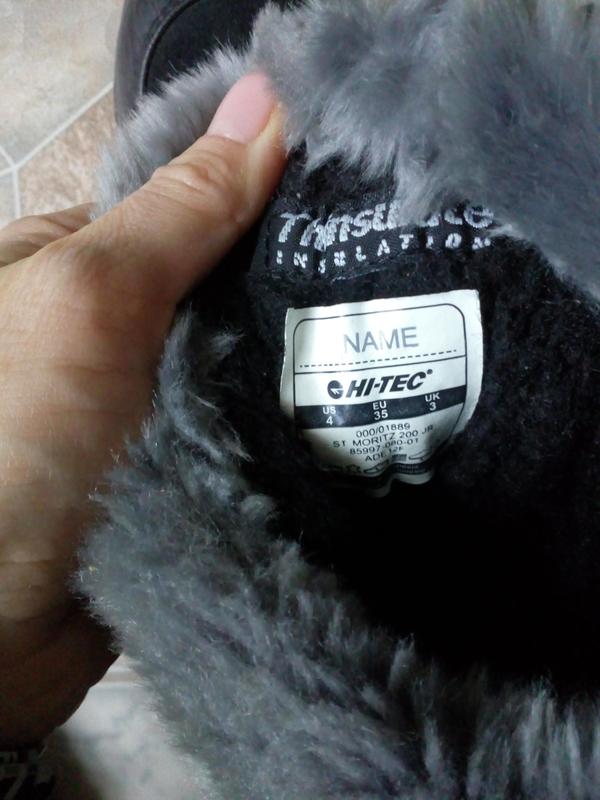 Thinsulate
INSULATION
NAME
HI-TEC®
US EU UK
4 35 3
000/01889
ST MORITZ 200 JR
85997-080-01